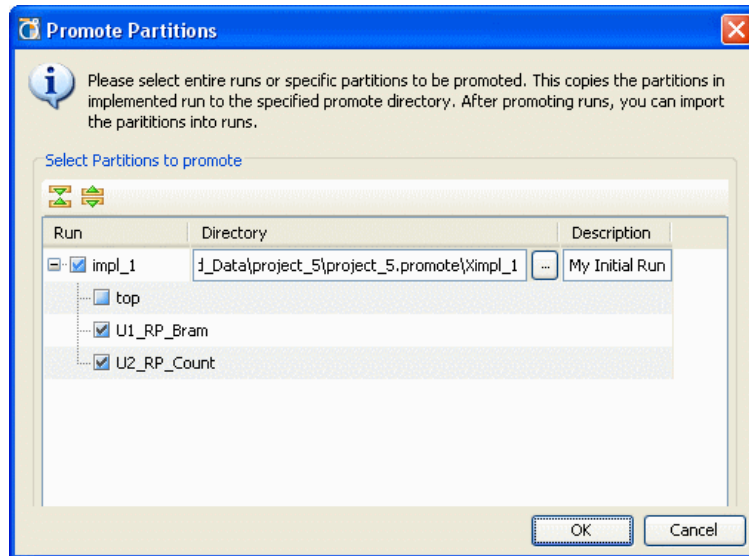 Promote Partitions
Please select entire runs or specific partitions to be promoted. This copies the partitions in
implemented run to the specified promote directory. After promoting runs, you can import
the parititions into runs.
Select Partitions to promote
Run Directory Description
impl_1 d_Data\project_5\project_5.promote\Ximpl_1 ... My Initial Run
top
U1_RP_Bram
U2_RP_Count
OK Cancel